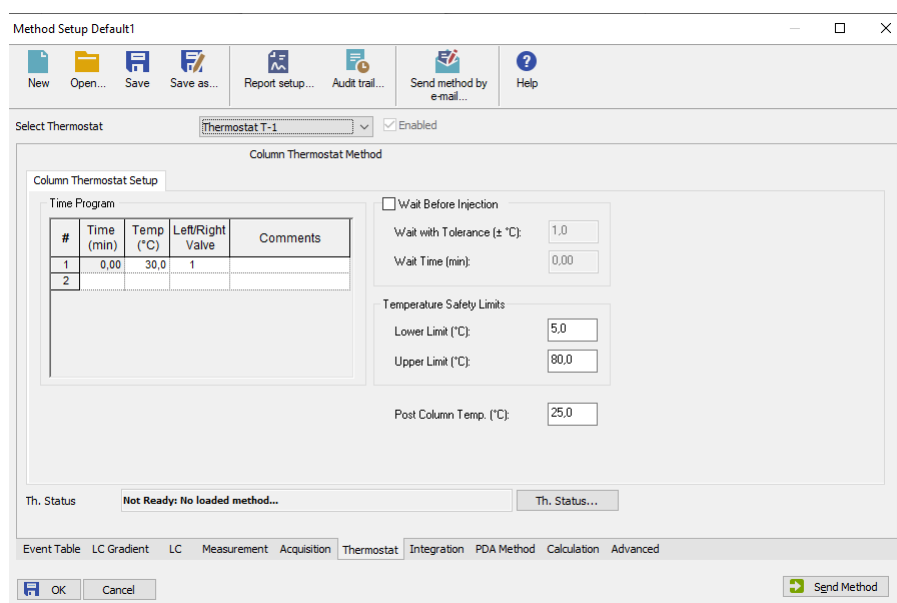 Method Setup Default1
New Open... Save Save as... Report setup... Audit trail... Send method by e-mail... Help
Select Thermostat Thermostat T-1 Enabled
Column Thermostat Method
Column Thermostat Setup
Time Program
# Time (min) Temp (°C) Left/Right Valve Comments
1 0,00 30,0 1
2
Wait Before Injection
Wait with Tolerance (± °C): 1,0
Wait Time (min): 0,00
Temperature Safety Limits
Lower Limit (°C): 5,0
Upper Limit (°C): 80,0
Post Column Temp. (°C): 25,0
Th. Status Not Ready: No loaded method... Th. Status...
Event Table LC Gradient LC Measurement Acquisition Thermostat Integration PDA Method Calculation Advanced
OK Cancel Send Method